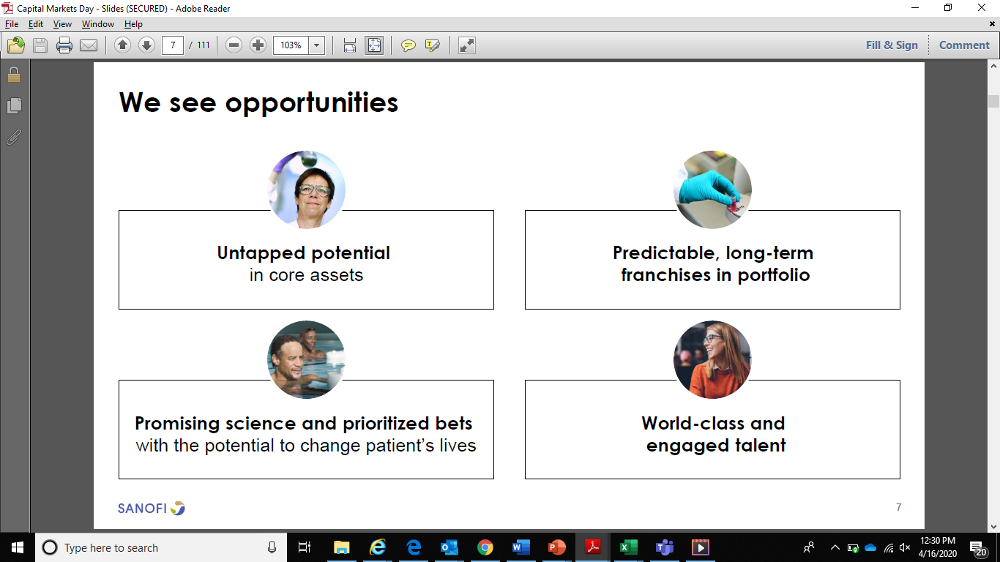 Capital Markets Day - Slides (SECURED) - Adobe Reader
File Edit View Window Help
7 / 111 103% Fill & Sign Comment
We see opportunities
Untapped potential
in core assets
Predictable, long-term
franchises in portfolio
Promising science and prioritized bets
with the potential to change patient’s lives
World-class and
engaged talent
SANOFI
7
Type here to search
12:30 PM
4/16/2020
20